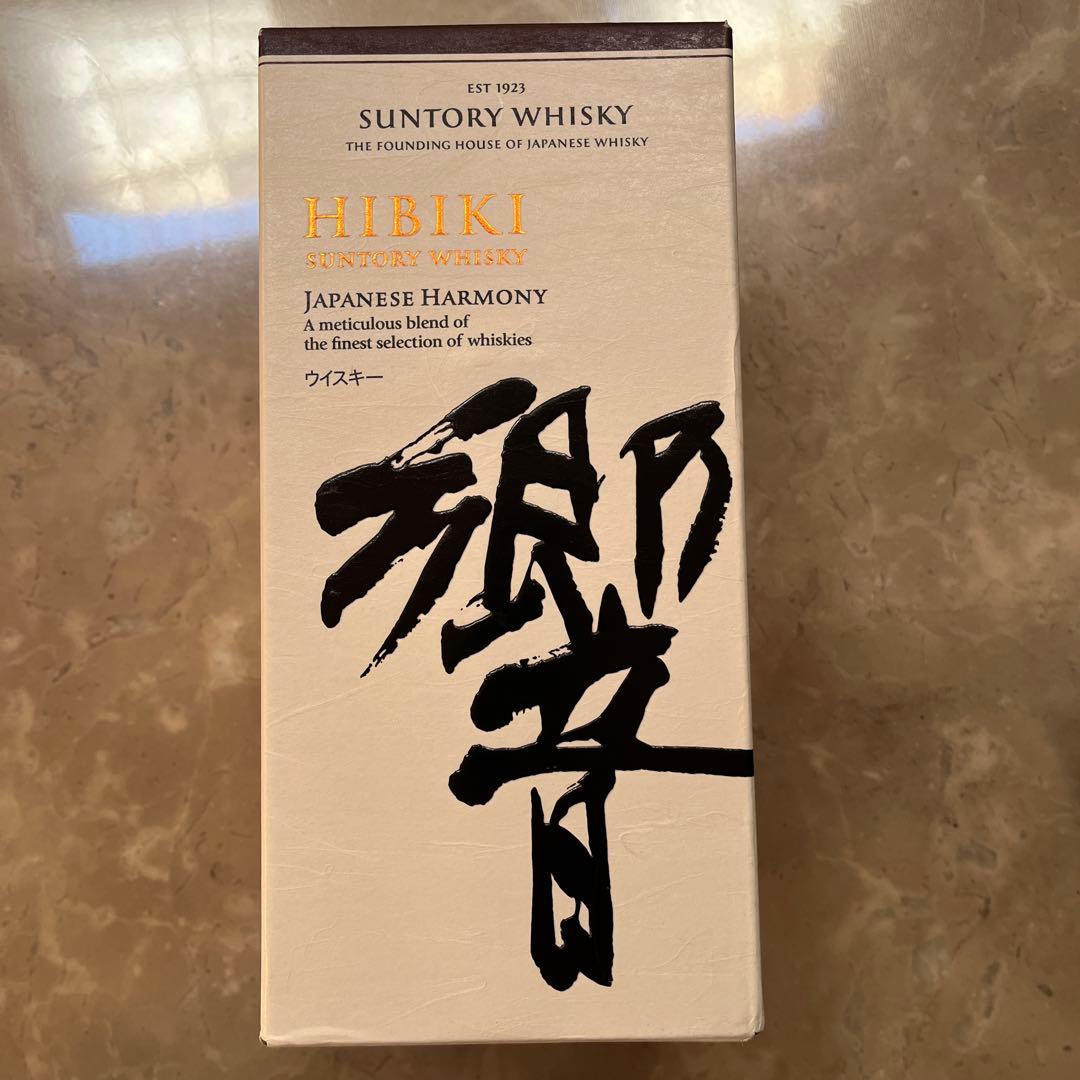 EST 1923
SUNTORY WHISKY
THE FOUNDING HOUSE OF JAPANESE WHISKY
HIBIKI
SUNTORY WHISKY
JAPANESE HARMONY
A meticulous blend of
the finest selection of whiskies
ウイスキー
響